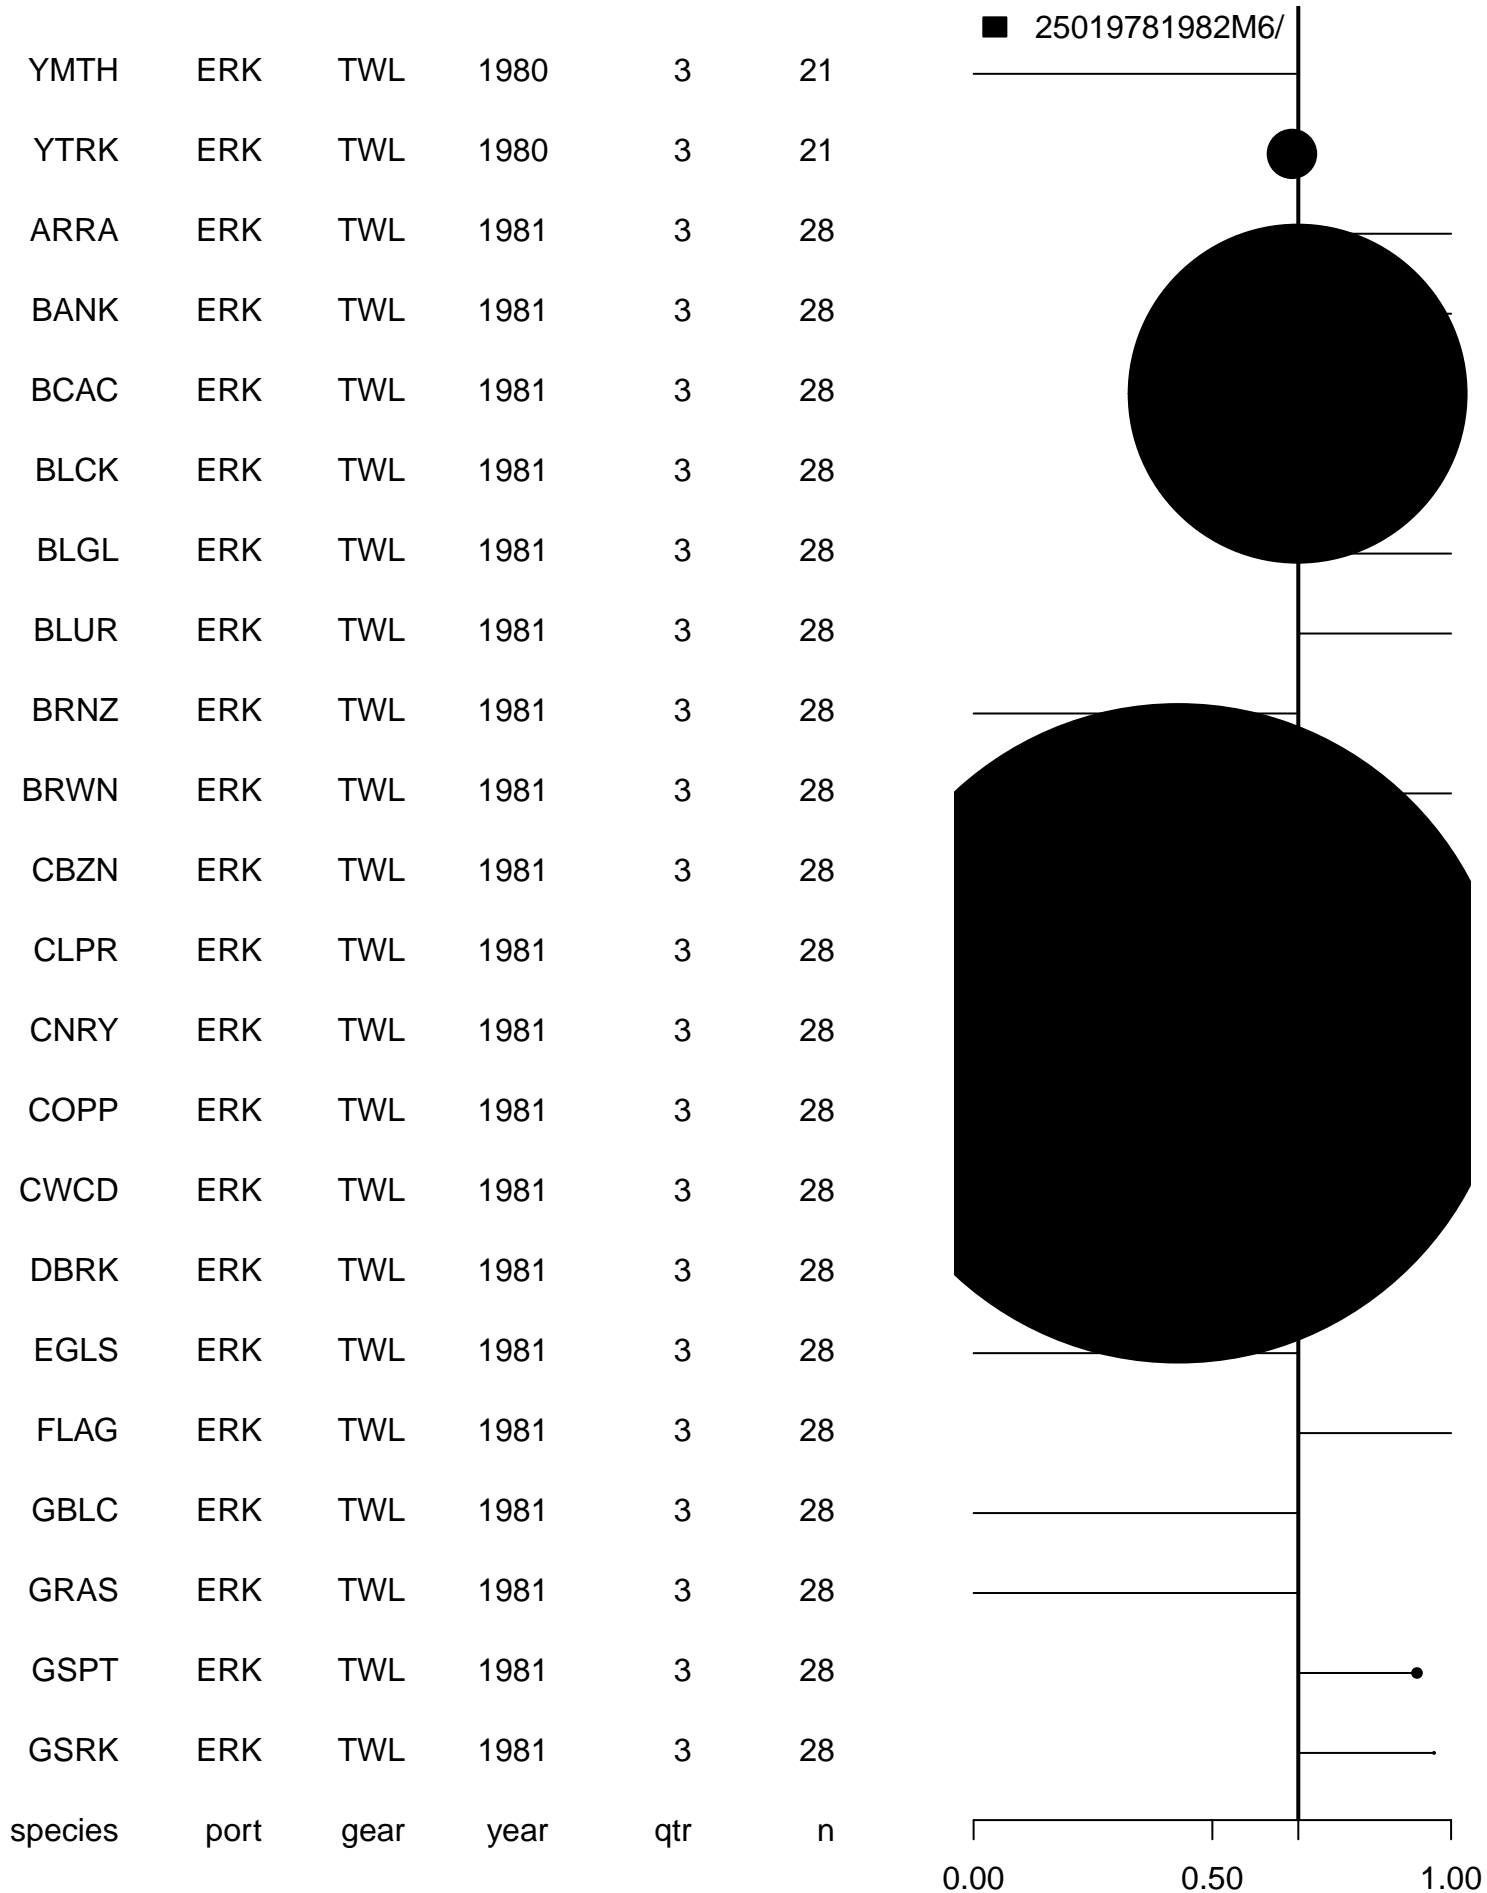 25019781982M6/
YMTH ERK TWL 1980 3 21
YTRK ERK TWL 1980 3 21
ARRA ERK TWL 1981 3 28
BANK ERK TWL 1981 3 28
BCAC ERK TWL 1981 3 28
BLCK ERK TWL 1981 3 28
BLGL ERK TWL 1981 3 28
BLUR ERK TWL 1981 3 28
BRNZ ERK TWL 1981 3 28
BRWN ERK TWL 1981 3 28
CBZN ERK TWL 1981 3 28
CLPR ERK TWL 1981 3 28
CNRY ERK TWL 1981 3 28
COPP ERK TWL 1981 3 28
CWCD ERK TWL 1981 3 28
DBRK ERK TWL 1981 3 28
EGLS ERK TWL 1981 3 28
FLAG ERK TWL 1981 3 28
GBLC ERK TWL 1981 3 28
GRAS ERK TWL 1981 3 28
GSPT ERK TWL 1981 3 28
GSRK ERK TWL 1981 3 28
species port gear year qtr n
0.00 0.50 1.00